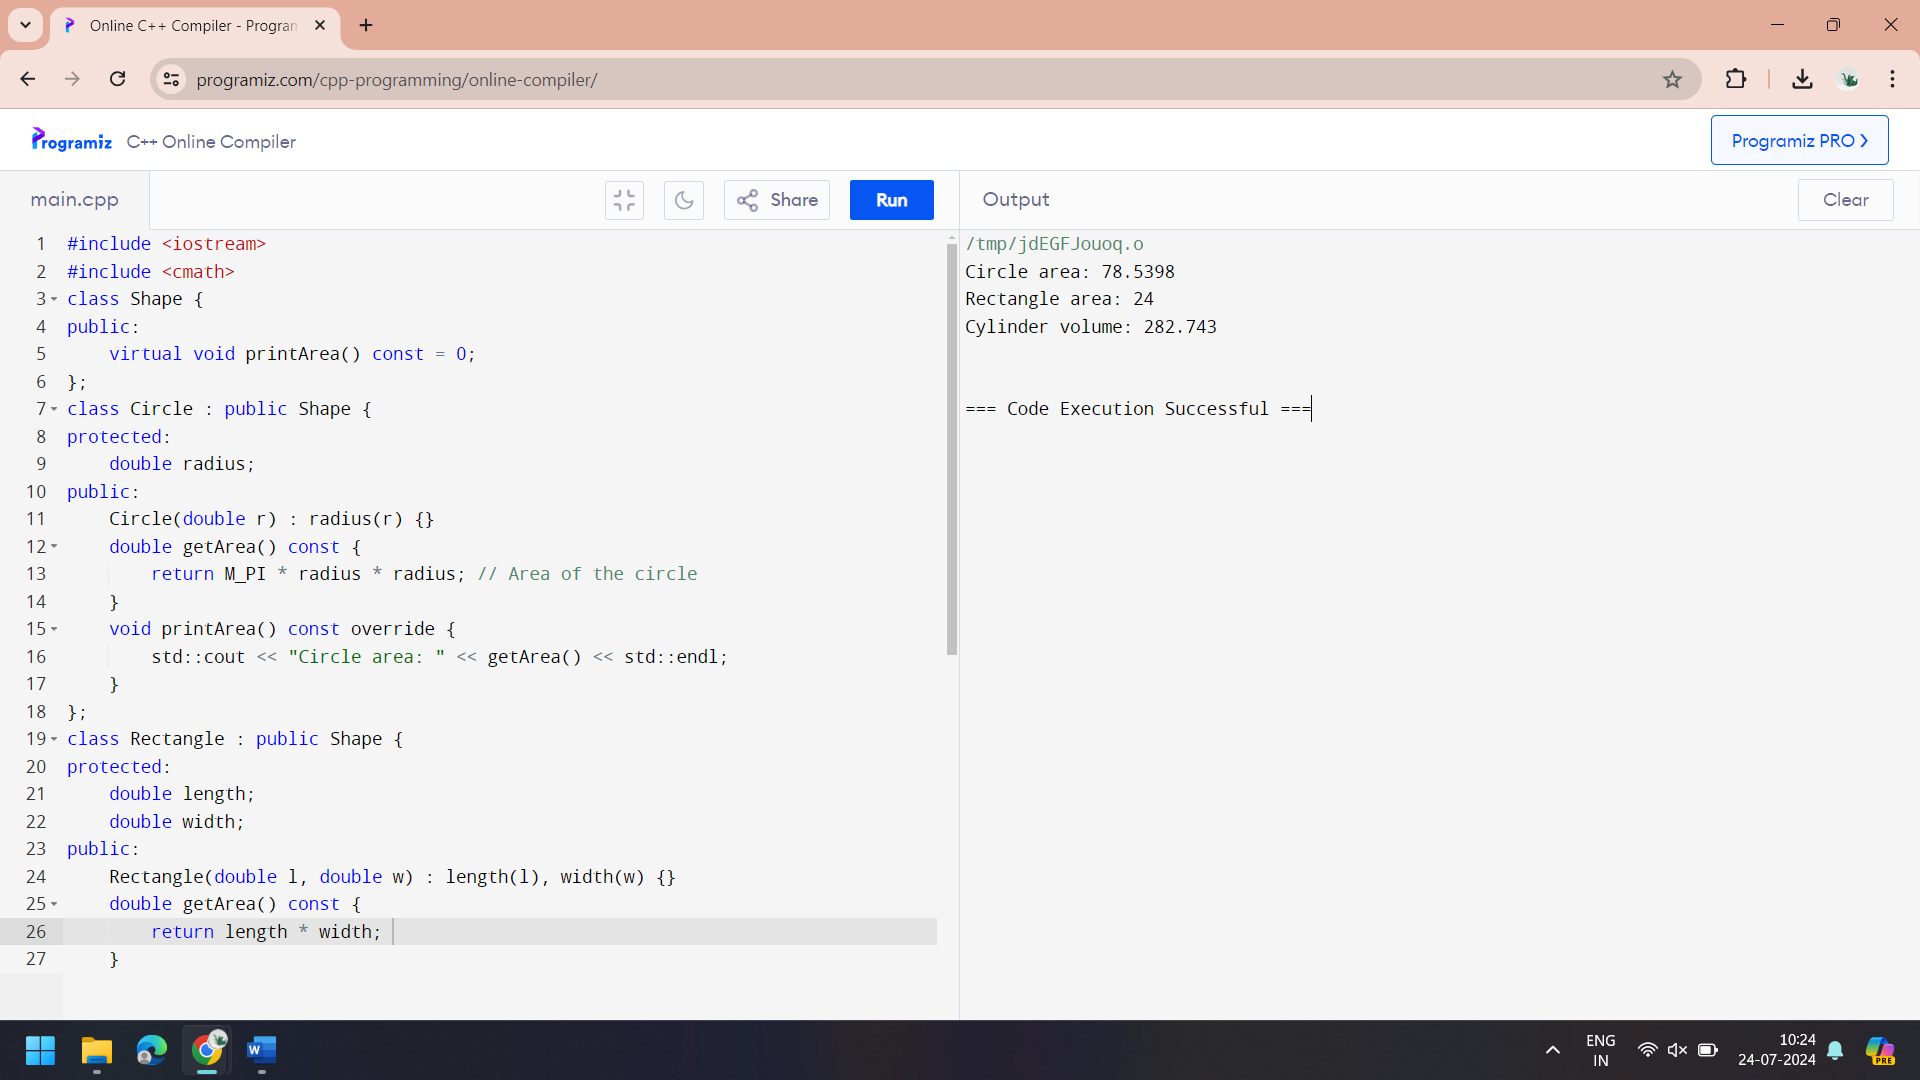 Online C++ Compiler - Program
programiz.com/cpp-programming/online-compiler/
Programiz C++ Online Compiler
Programiz PRO
main.cpp
Share
Run
Output
Clear
1 #include <iostream>
2 #include <cmath>
3 class Shape {
4 public:
5     virtual void printArea() const = 0;
6 };
7 class Circle : public Shape {
8 protected:
9     double radius;
10 public:
11     Circle(double r) : radius(r) {}
12     double getArea() const {
13         return M_PI * radius * radius; // Area of the circle
14     }
15     void printArea() const override {
16         std::cout << "Circle area: " << getArea() << std::endl;
17     }
18 };
19 class Rectangle : public Shape {
20 protected:
21     double length;
22     double width;
23 public:
24     Rectangle(double l, double w) : length(l), width(w) {}
25     double getArea() const {
26         return length * width;
27     }
/tmp/jdEGFJouoq.o
Circle area: 78.5398
Rectangle area: 24
Cylinder volume: 282.743
=== Code Execution Successful ===
W
ENG
IN
10:24
24-07-2024
PRE